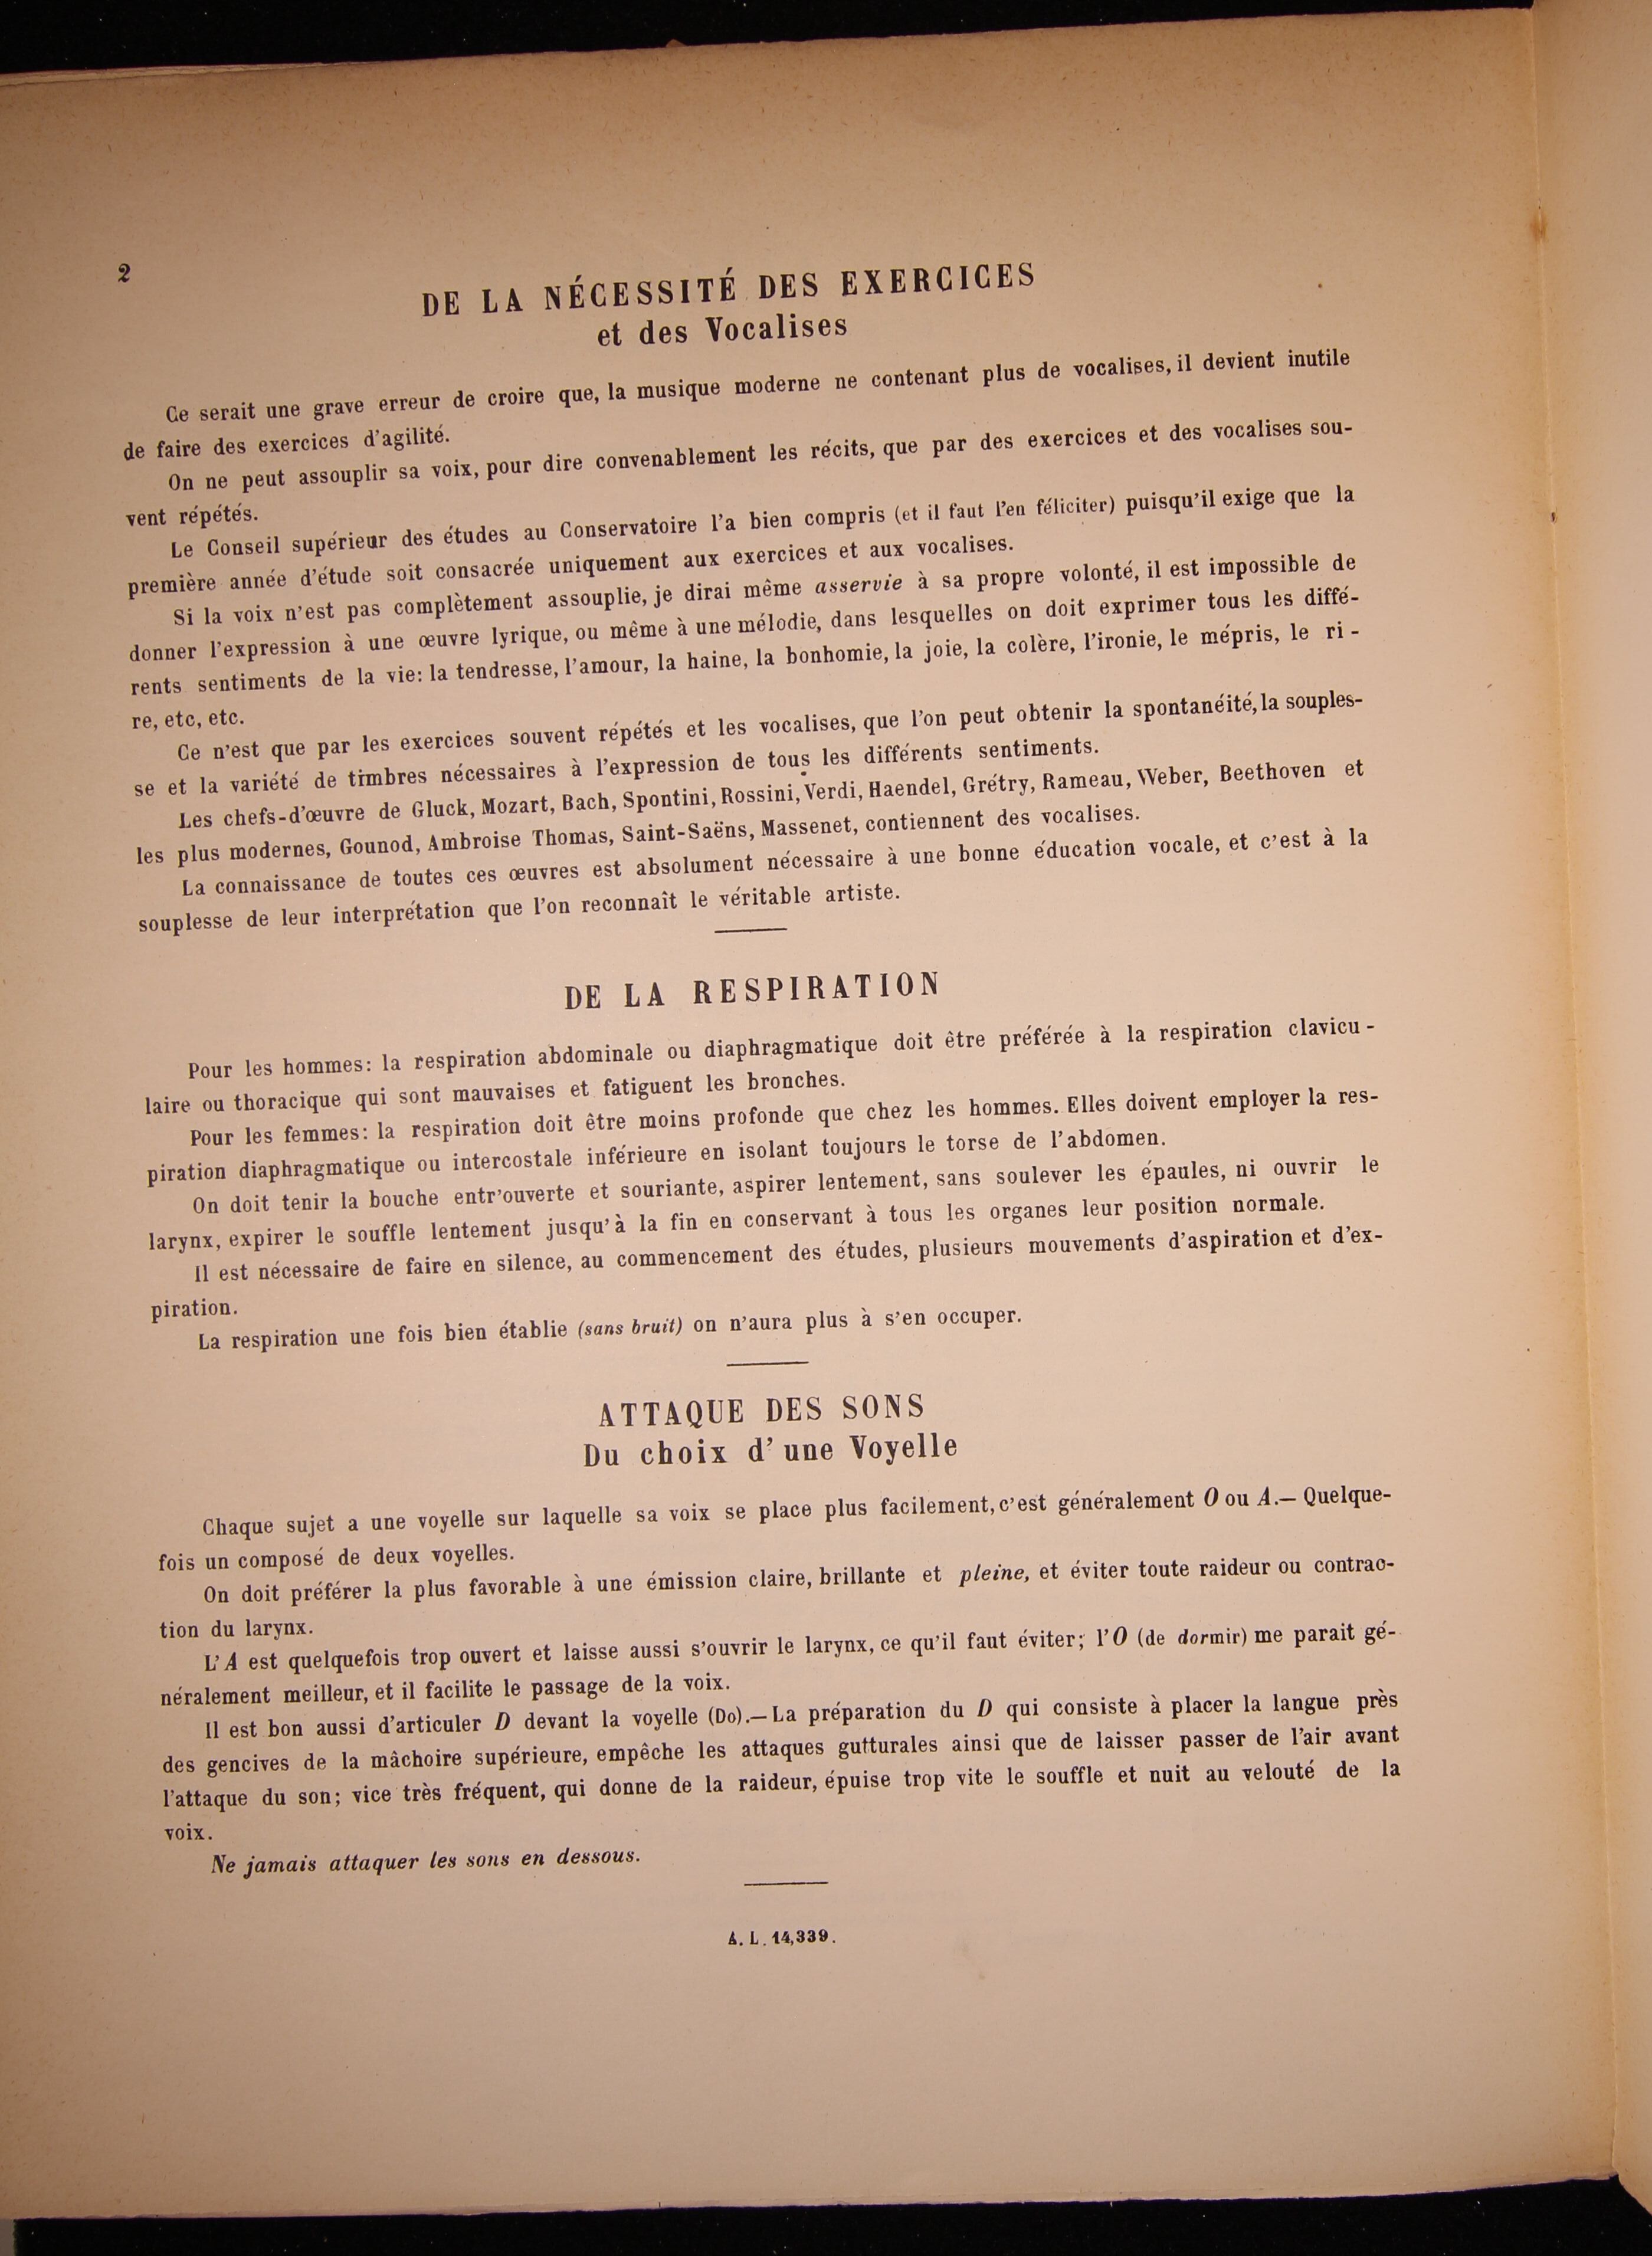 2
DE LA NÉCESSITÉ DES EXERCICES
et des Vocalises
Ce serait une grave erreur de croire que, la musique moderne ne contenant plus de vocalises, il devient inutile
de faire des exercices d'agilité.
On ne peut assouplir sa voix, pour dire convenablement les récits, que par des exercices et des vocalises sou-
vent répétés.
Le Conseil supérieur des études au Conservatoire l'a bien compris (et il faut l'en féliciter) puisqu'il exige que la
première année d'étude soit consacrée uniquement aux exercices et aux vocalises.
Si la voix n'est pas complètement assouplie, je dirai même asservie à sa propre volonté, il est impossible de
donner l'expression à une œuvre lyrique, ou même à une mélodie, dans lesquelles on doit exprimer tous les diffé-
rents sentiments de la vie: la tendresse, l'amour, la haine, la bonhomie, la joie, la colère, l'ironie, le mépris, le ri-
re, etc, etc.
Ce n'est que par les exercices souvent répétés et les vocalises, que l'on peut obtenir la spontanéité, la souples-
se et la variété de timbres nécessaires à l'expression de tous les différents sentiments.
Les chefs-d'œuvre de Gluck, Mozart, Bach, Spontini, Rossini, Verdi, Haendel, Grétry, Rameau, Weber, Beethoven et
les plus modernes, Gounod, Ambroise Thomas, Saint-Saëns, Massenet, contiennent des vocalises.
La connaissance de toutes ces œuvres est absolument nécessaire à une bonne éducation vocale, et c'est à la
souplesse de leur interprétation que l'on reconnaît le véritable artiste.
DE LA RESPIRATION
Pour les hommes: la respiration abdominale ou diaphragmatique doit être préférée à la respiration clavicu-
laire ou thoracique qui sont mauvaises et fatiguent les bronches.
Pour les femmes: la respiration doit être moins profonde que chez les hommes. Elles doivent employer la res-
piration diaphragmatique ou intercostale inférieure en isolant toujours le torse de l'abdomen.
On doit tenir la bouche entr'ouverte et souriante, aspirer lentement, sans soulever les épaules, ni ouvrir le
larynx, expirer le souffle lentement jusqu'à la fin en conservant à tous les organes leur position normale.
Il est nécessaire de faire en silence, au commencement des études, plusieurs mouvements d'aspiration et d'ex-
piration.
La respiration une fois bien établie (sans bruit) on n'aura plus à s'en occuper.
ATTAQUE DES SONS
Du choix d'une Voyelle
Chaque sujet a une voyelle sur laquelle sa voix se place plus facilement, c'est généralement O ou A.— Quelque-
fois un composé de deux voyelles.
On doit préférer la plus favorable à une émission claire, brillante et pleine, et éviter toute raideur ou contrac-
tion du larynx.
L'A est quelquefois trop ouvert et laisse aussi s'ouvrir le larynx, ce qu'il faut éviter; l'O (de dormir) me parait gé-
néralement meilleur, et il facilite le passage de la voix.
Il est bon aussi d'articuler D devant la voyelle (Do).— La préparation du D qui consiste à placer la langue près
des gencives de la mâchoire supérieure, empêche les attaques gutturales ainsi que de laisser passer de l'air avant
l'attaque du son; vice très fréquent, qui donne de la raideur, épuise trop vite le souffle et nuit au velouté de la
voix.
Ne jamais attaquer les sons en dessous.
A. L. 14,339.